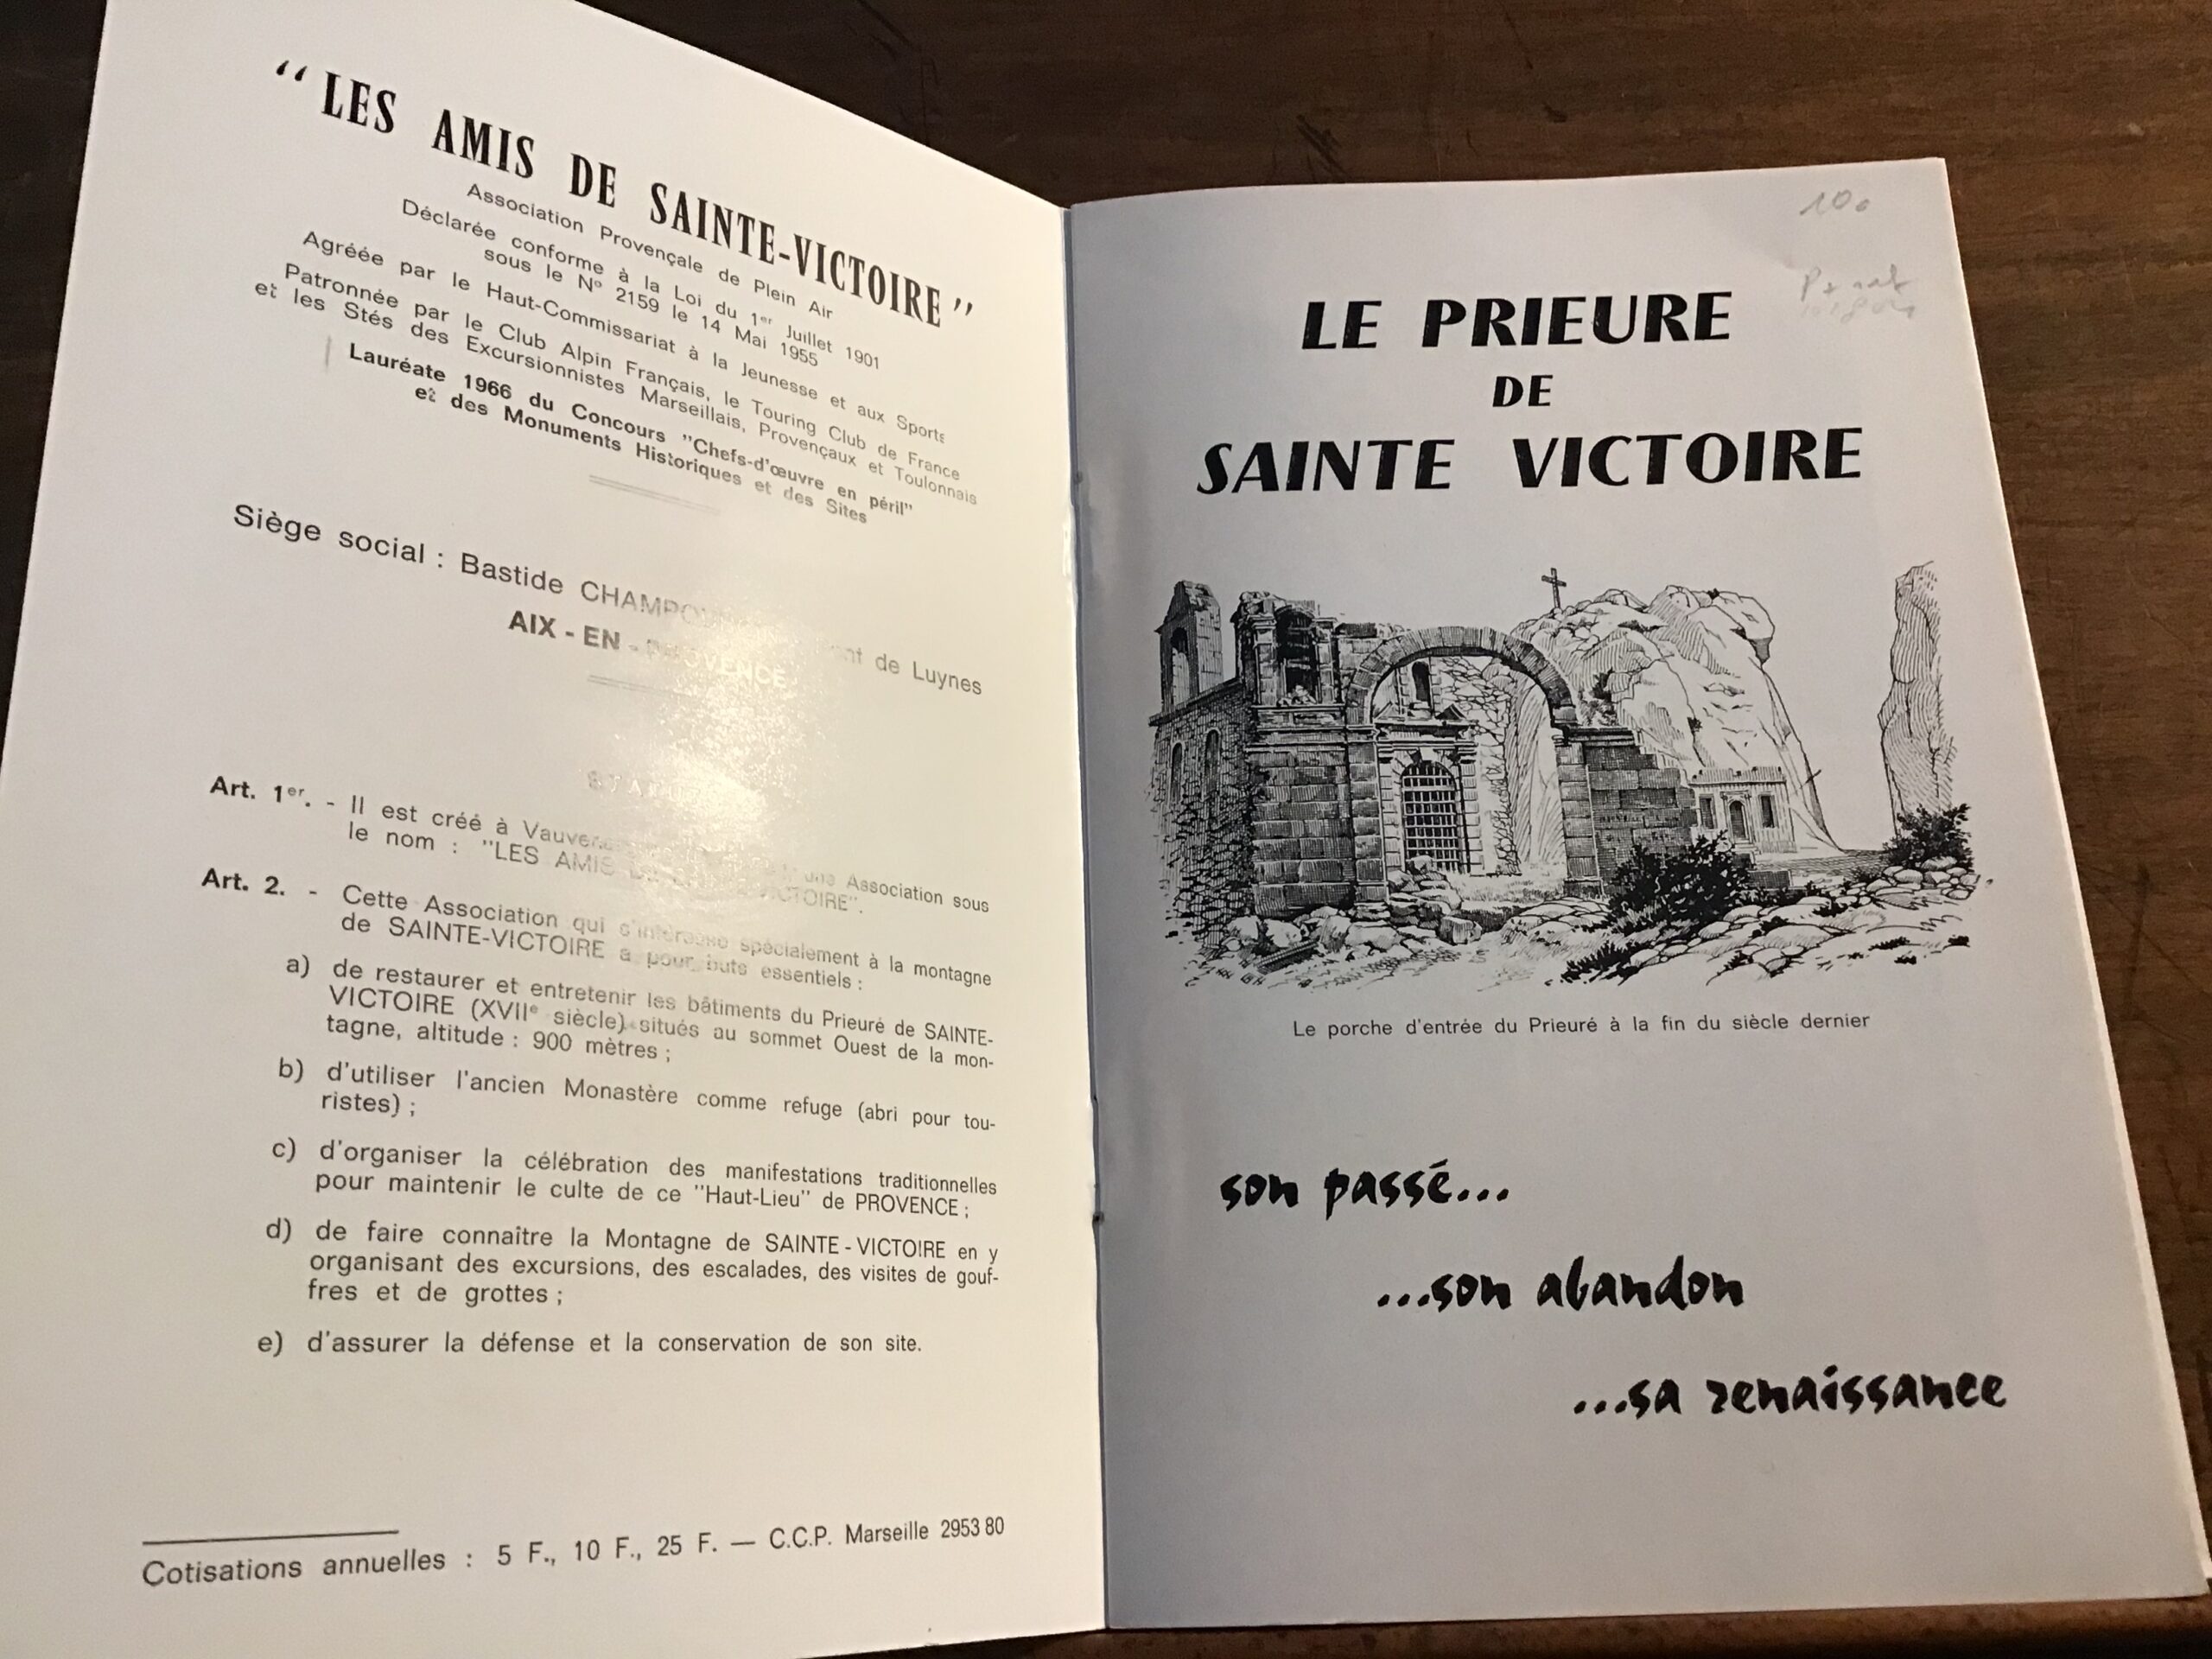 " LES AMIS DE SAINTE-VICTOIRE "
Association Provençale de Plein Air
Déclarée conforme à la Loi du 1er Juillet 1901
sous le N° 2159 le 14 Mai 1955
Agréée par le Haut-Commissariat à la Jeunesse et aux Sports
Patronnée par le Club Alpin Français, le Touring Club de France
et les Stés des Excursionnistes Marseillais, Provençaux et Toulonnais
Lauréate 1966 du Concours "Chefs-d'œuvre en péril"
et des Monuments Historiques et des Sites
Siège social : Bastide de Luynes
AIX - EN - PROVENCE
STATUTS
Art. 1er. - Il est créé à une Association sous
le nom : "LES AMIS DE SAINTE-VICTOIRE".
Art. 2. - Cette Association qui s'intéresse spécialement à la montagne
de SAINTE-VICTOIRE a pour buts essentiels :
a) de restaurer et entretenir les bâtiments du Prieuré de SAINTE-
VICTOIRE (XVIIe siècle) situés au sommet Ouest de la mon-
tagne, altitude : 900 mètres ;
b) d'utiliser l'ancien Monastère comme refuge (abri pour tou-
ristes) ;
c) d'organiser la célébration des manifestations traditionnelles
pour maintenir le culte de ce "Haut-Lieu" de PROVENCE ;
d) de faire connaître la Montagne de SAINTE-VICTOIRE en y
organisant des excursions, des escalades, des visites de gouf-
fres et de grottes ;
e) d'assurer la défense et la conservation de son site.
Cotisations annuelles : 5 F., 10 F., 25 F. — C.C.P. Marseille 2953 80
LE PRIEURE
DE
SAINTE VICTOIRE
Le porche d'entrée du Prieuré à la fin du siècle dernier
son passé...
...son abandon
...sa renaissance